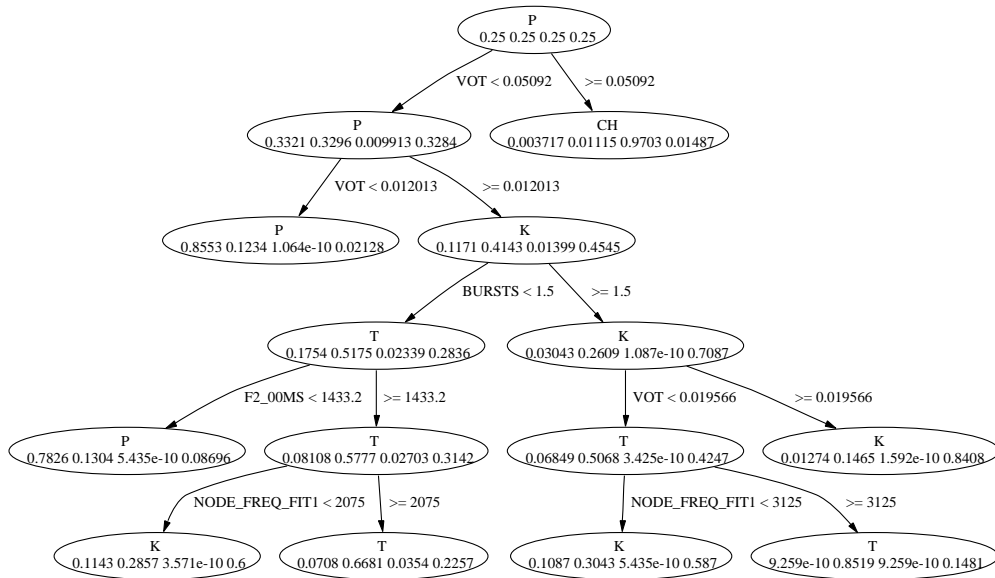 P
0.25 0.25 0.25 0.25
VOT < 0.05092
>= 0.05092
P
0.3321 0.3296 0.009913 0.3284
CH
0.003717 0.01115 0.9703 0.01487
VOT < 0.012013
>= 0.012013
P
0.8553 0.1234 1.064e-10 0.02128
K
0.1171 0.4143 0.01399 0.4545
BURSTS < 1.5
>= 1.5
T
0.1754 0.5175 0.02339 0.2836
K
0.03043 0.2609 1.087e-10 0.7087
F2_00MS < 1433.2
>= 1433.2
VOT < 0.019566
>= 0.019566
P
0.7826 0.1304 5.435e-10 0.08696
T
0.08108 0.5777 0.02703 0.3142
T
0.06849 0.5068 3.425e-10 0.4247
K
0.01274 0.1465 1.592e-10 0.8408
NODE_FREQ_FIT1 < 2075
>= 2075
NODE_FREQ_FIT1 < 3125
>= 3125
K
0.1143 0.2857 3.571e-10 0.6
T
0.0708 0.6681 0.0354 0.2257
K
0.1087 0.3043 5.435e-10 0.587
T
9.259e-10 0.8519 9.259e-10 0.1481